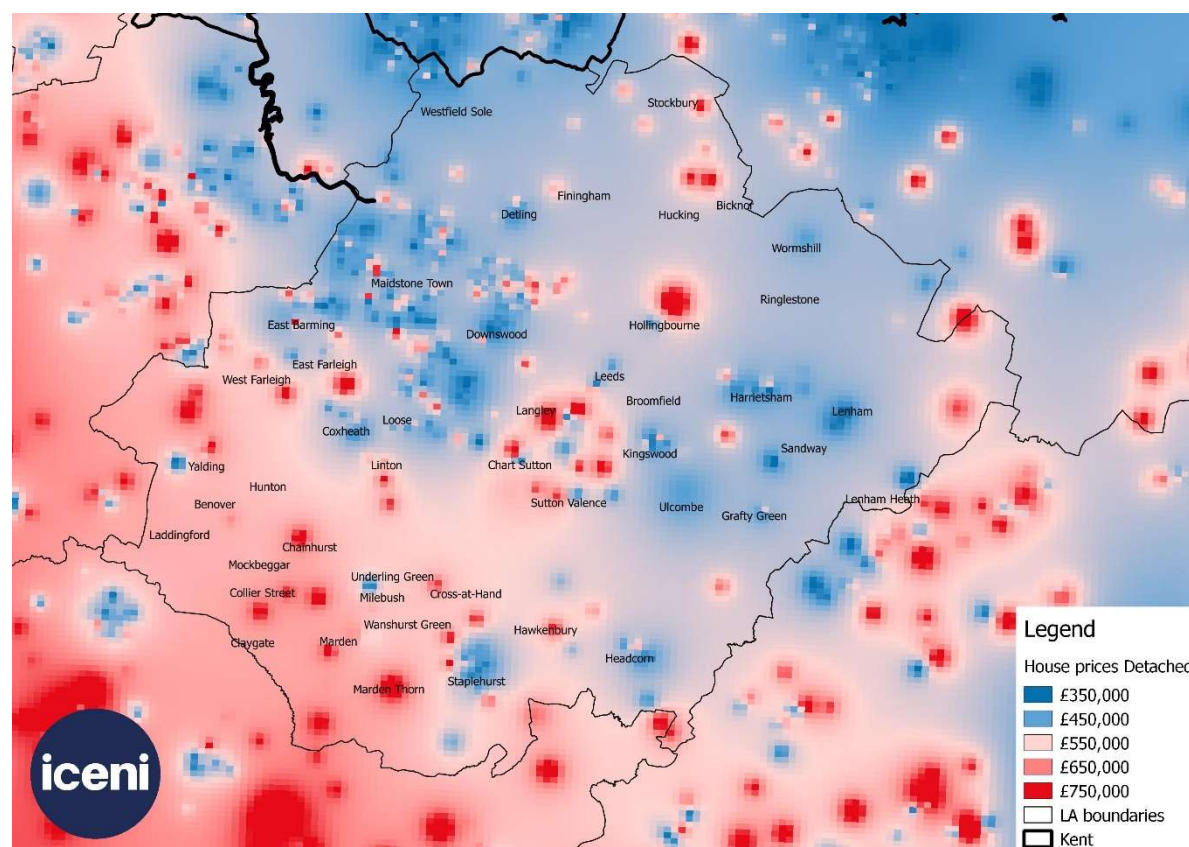 Westfield Sole
Stockbury
Finingham
Detling
Hucking
Bicknor
Wormshill
Maidstone Town
Ringlestone
East Barming
Downswood
Hollingbourne
East Farleigh
West Farleigh
Leeds
Broomfield
Harrietsham
Langley
Lenham
Loose
Coxheath
Kingswood
Sandway
Yalding
Linton
Chart Sutton
Hunton
Benover
Sutton Valence
Ulcombe
Grafty Green
Lenham Heath
Laddingford
Chainhurst
Mockbeggar
Underling Green
Collier Street
Milebush
Cross-at-Hand
Wanshurst Green
Hawkenbury
Claygate
Marden
Headcorn
Marden Thorn
Staplehurst
iceni
Legend
House prices Detached
£350,000
£450,000
£550,000
£650,000
£750,000
LA boundaries
Kent